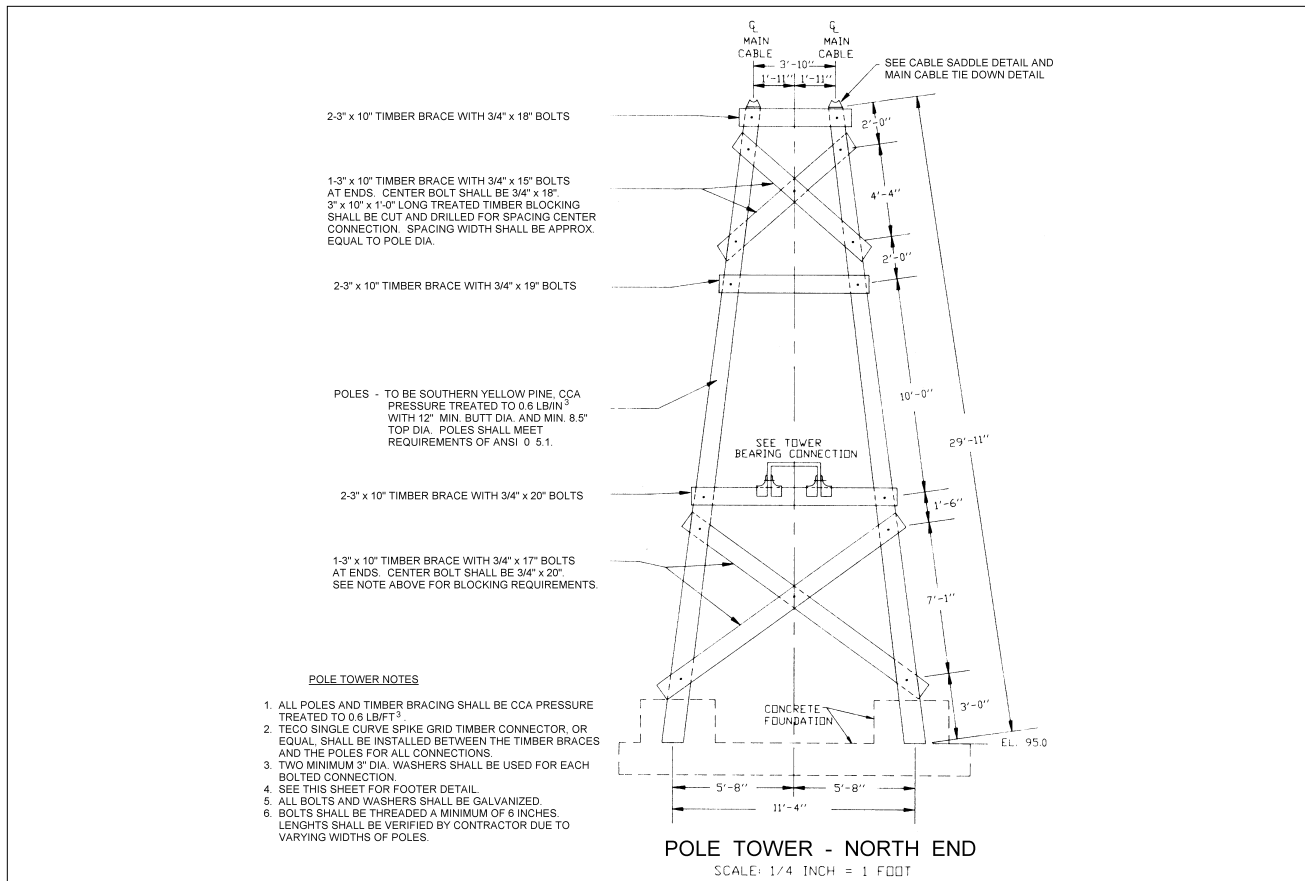 ℄ ℄
MAIN MAIN
CABLE CABLE
3'-10"
1'-11" 1'-11"
SEE CABLE SADDLE DETAIL AND
MAIN CABLE TIE DOWN DETAIL
2-3" x 10" TIMBER BRACE WITH 3/4" x 18" BOLTS
2'-0"
1-3" x 10" TIMBER BRACE WITH 3/4" x 15" BOLTS
AT ENDS. CENTER BOLT SHALL BE 3/4" x 18".
3" x 10" x 1'-0" LONG TREATED TIMBER BLOCKING
SHALL BE CUT AND DRILLED FOR SPACING CENTER
CONNECTION. SPACING WIDTH SHALL BE APPROX.
EQUAL TO POLE DIA.
4'-4"
2'-0"
2-3" x 10" TIMBER BRACE WITH 3/4" x 19" BOLTS
POLES - TO BE SOUTHERN YELLOW PINE, CCA
PRESSURE TREATED TO 0.6 LB/IN³
WITH 12" MIN. BUTT DIA. AND MIN. 8.5"
TOP DIA. POLES SHALL MEET
REQUIREMENTS OF ANSI 0 5.1.
10'-0"
29'-11"
SEE TOWER
BEARING CONNECTION
2-3" x 10" TIMBER BRACE WITH 3/4" x 20" BOLTS
1'-6"
1-3" x 10" TIMBER BRACE WITH 3/4" x 17" BOLTS
AT ENDS. CENTER BOLT SHALL BE 3/4" x 20".
SEE NOTE ABOVE FOR BLOCKING REQUIREMENTS.
7'-1"
3'-0"
CONCRETE
FOUNDATION
EL. 95.0
5'-8" 5'-8"
11'-4"
POLE TOWER NOTES
1. ALL POLES AND TIMBER BRACING SHALL BE CCA PRESSURE
TREATED TO 0.6 LB/FT³.
2. TECO SINGLE CURVE SPIKE GRID TIMBER CONNECTOR, OR
EQUAL, SHALL BE INSTALLED BETWEEN THE TIMBER BRACES
AND THE POLES FOR ALL CONNECTIONS.
3. TWO MINIMUM 3" DIA. WASHERS SHALL BE USED FOR EACH
BOLTED CONNECTION.
4. SEE THIS SHEET FOR FOOTER DETAIL.
5. ALL BOLTS AND WASHERS SHALL BE GALVANIZED.
6. BOLTS SHALL BE THREADED A MINIMUM OF 6 INCHES.
LENGHTS SHALL BE VERIFIED BY CONTRACTOR DUE TO
VARYING WIDTHS OF POLES.
POLE TOWER - NORTH END
SCALE: 1/4 INCH = 1 FOOT